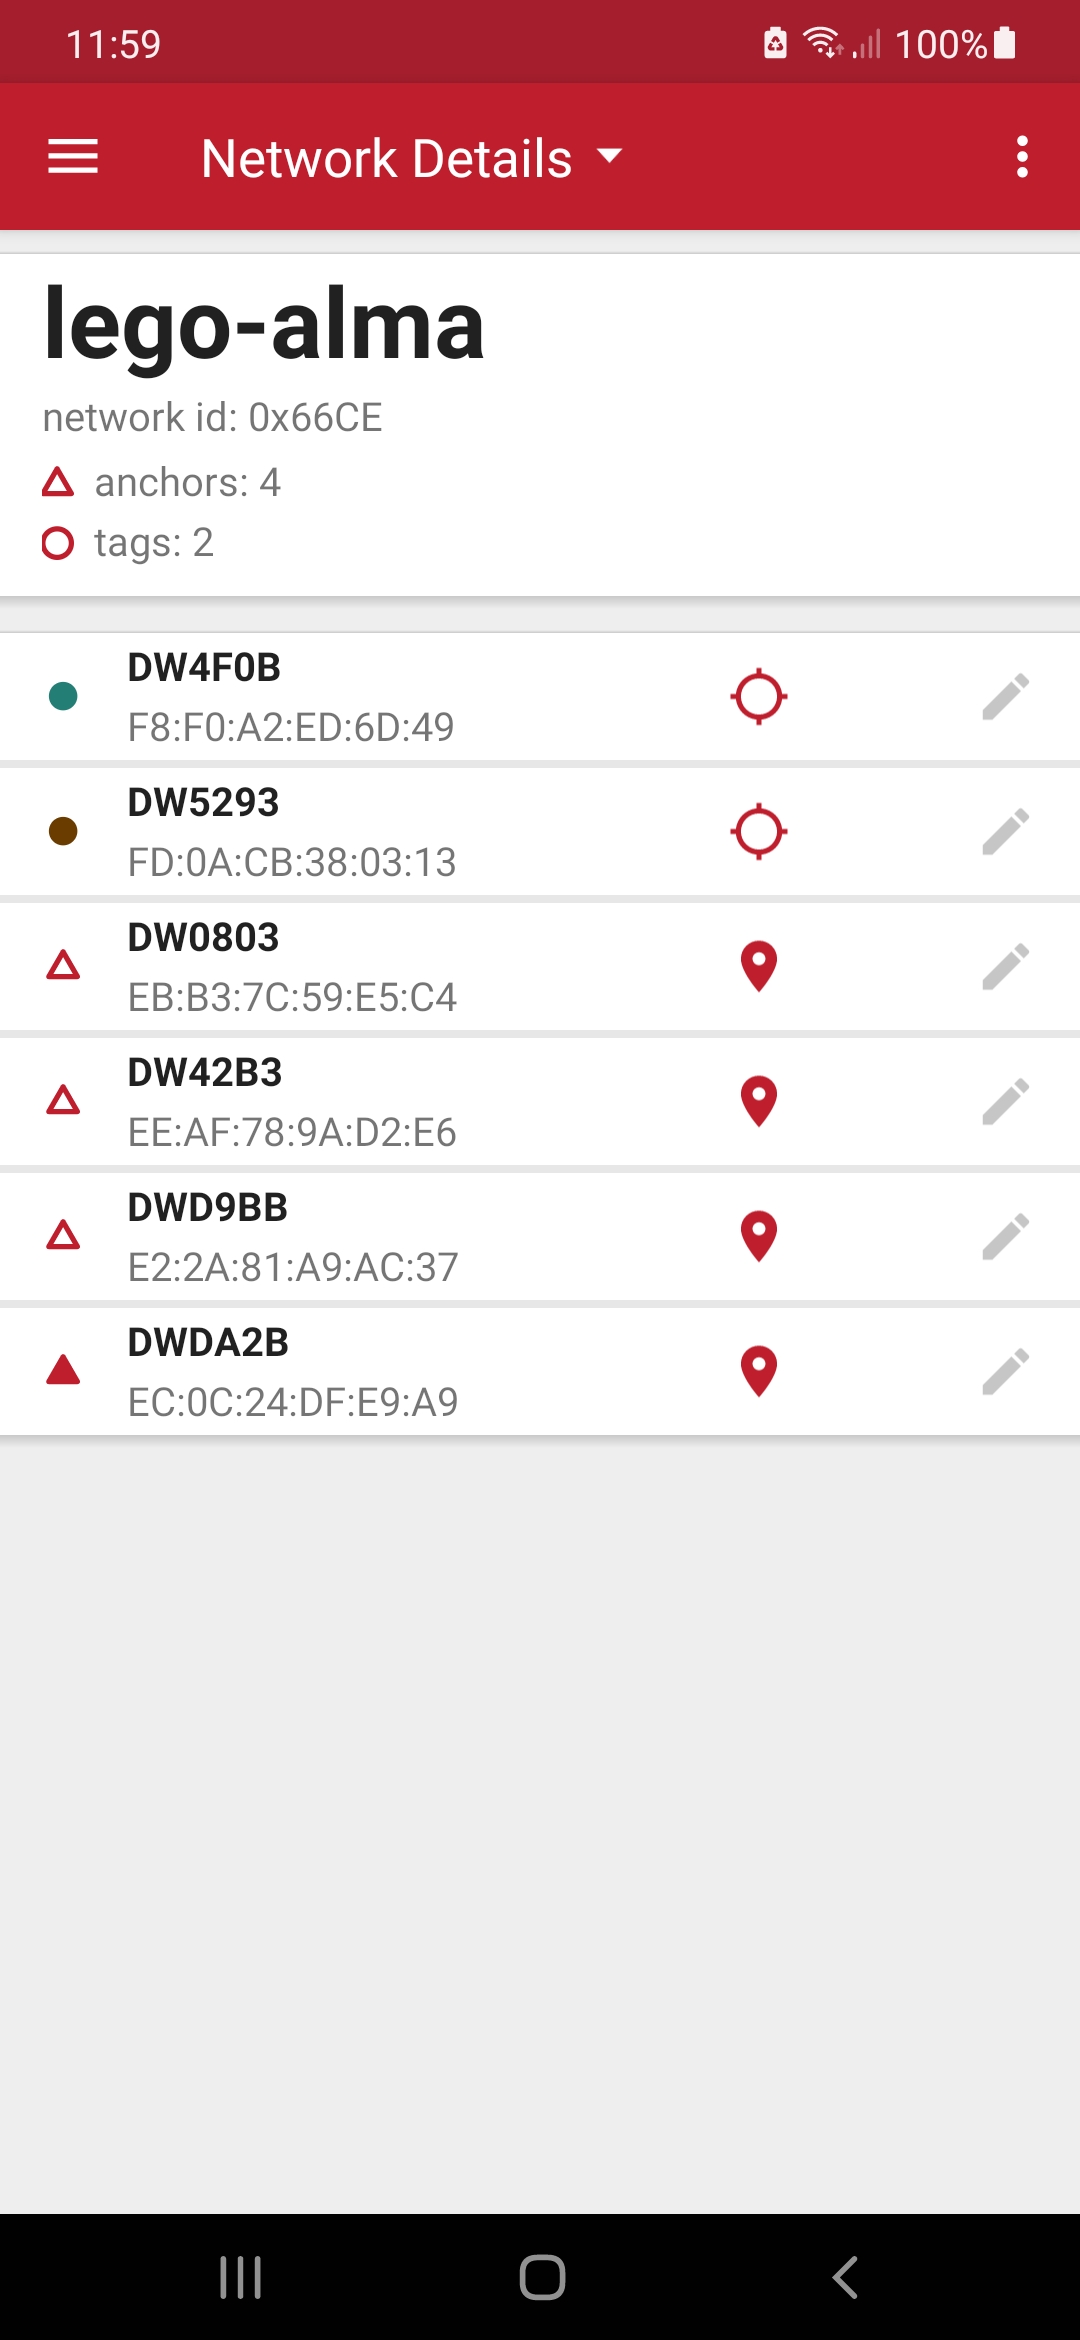 11:59
100%
Network Details
lego-alma
network id: 0x66CE
anchors: 4
tags: 2
DW4F0B
F8:F0:A2:ED:6D:49
DW5293
FD:0A:CB:38:03:13
DW0803
EB:B3:7C:59:E5:C4
DW42B3
EE:AF:78:9A:D2:E6
DWD9BB
E2:2A:81:A9:AC:37
DWDA2B
EC:0C:24:DF:E9:A9